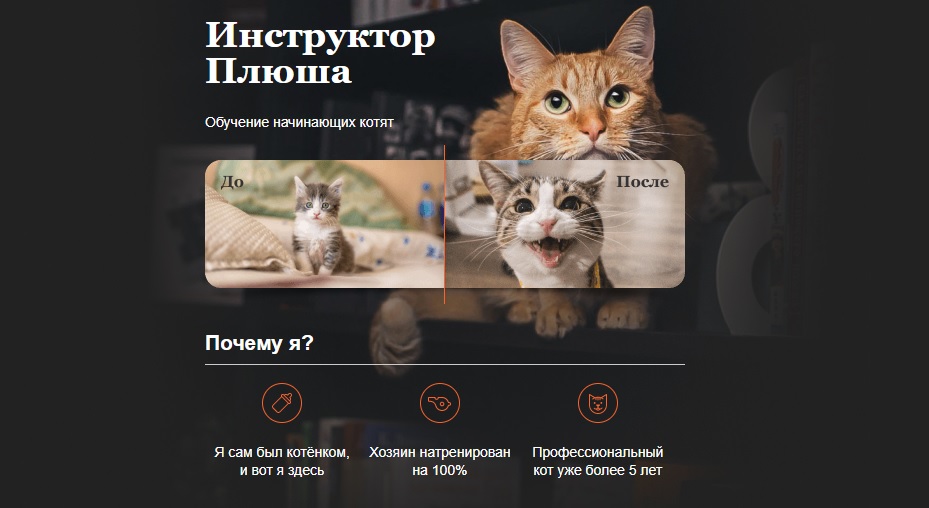 Инструктор
Плюша
Обучение начинающих котят
До
После
Почему я?
Я сам был котёнком,
и вот я здесь
Хозяин натренирован
на 100%
Профессиональный
кот уже более 5 лет